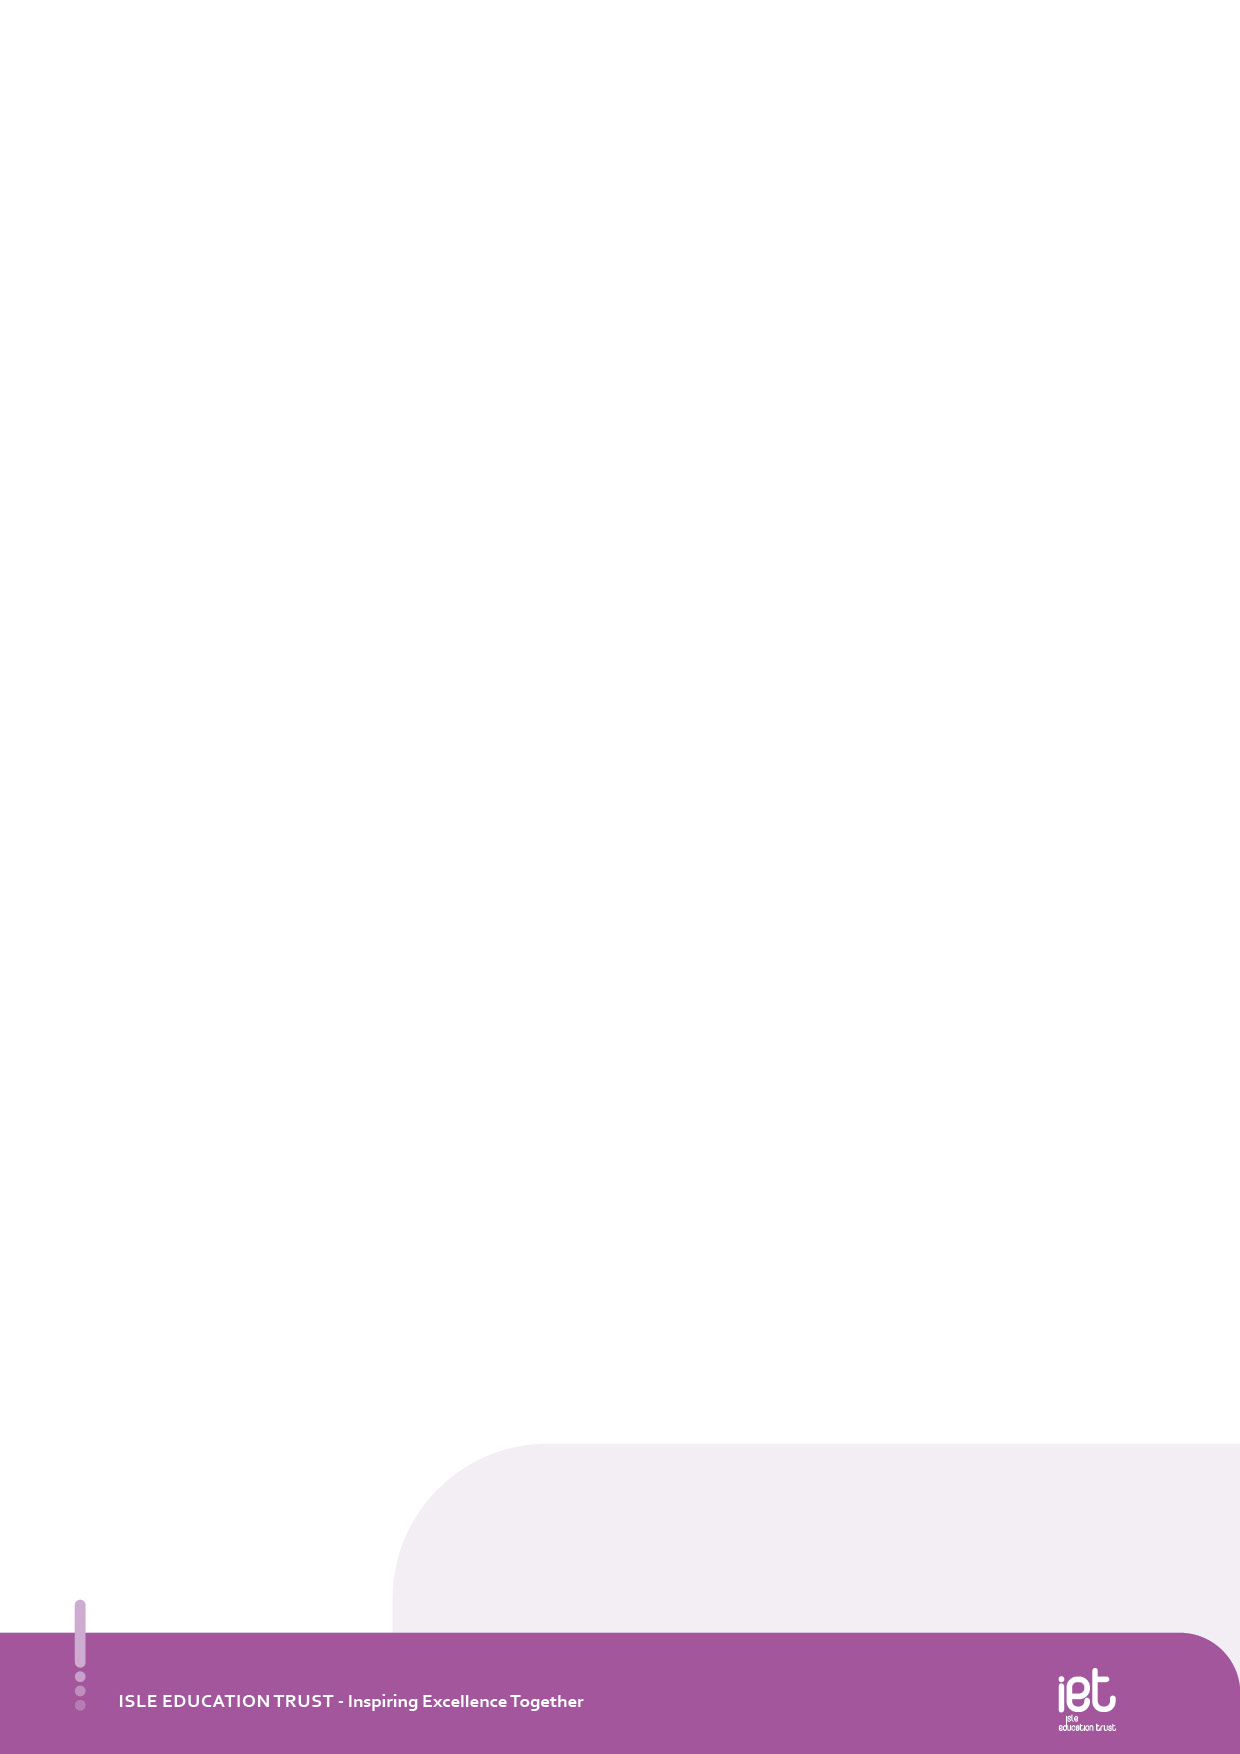 ISLE EDUCATION TRUST - Inspiring Excellence Together
iet
isle
education trust